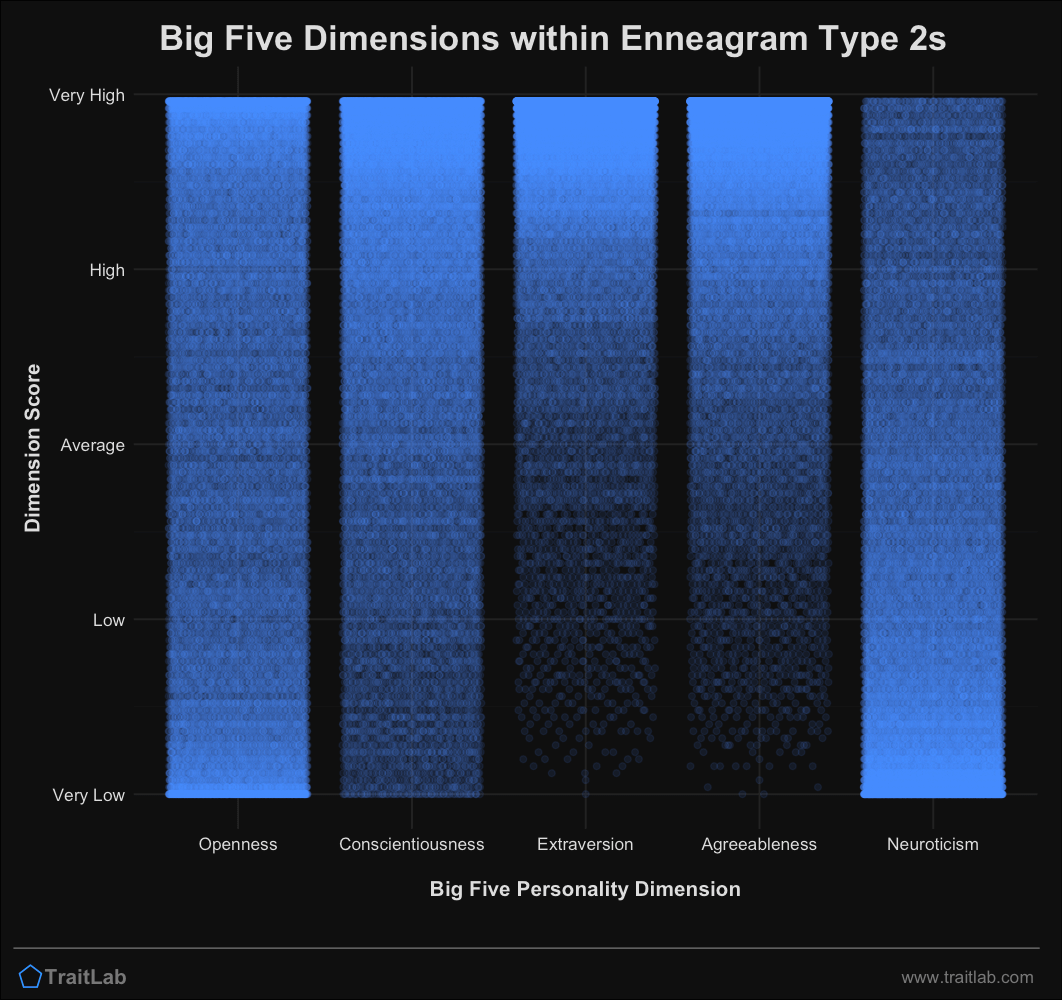 Big Five Dimensions within Enneagram Type 2s
Very High
High
Average
Low
Very Low
Dimension Score
Openness
Conscientiousness
Extraversion
Agreeableness
Neuroticism
Big Five Personality Dimension
TraitLab
www.traitlab.com